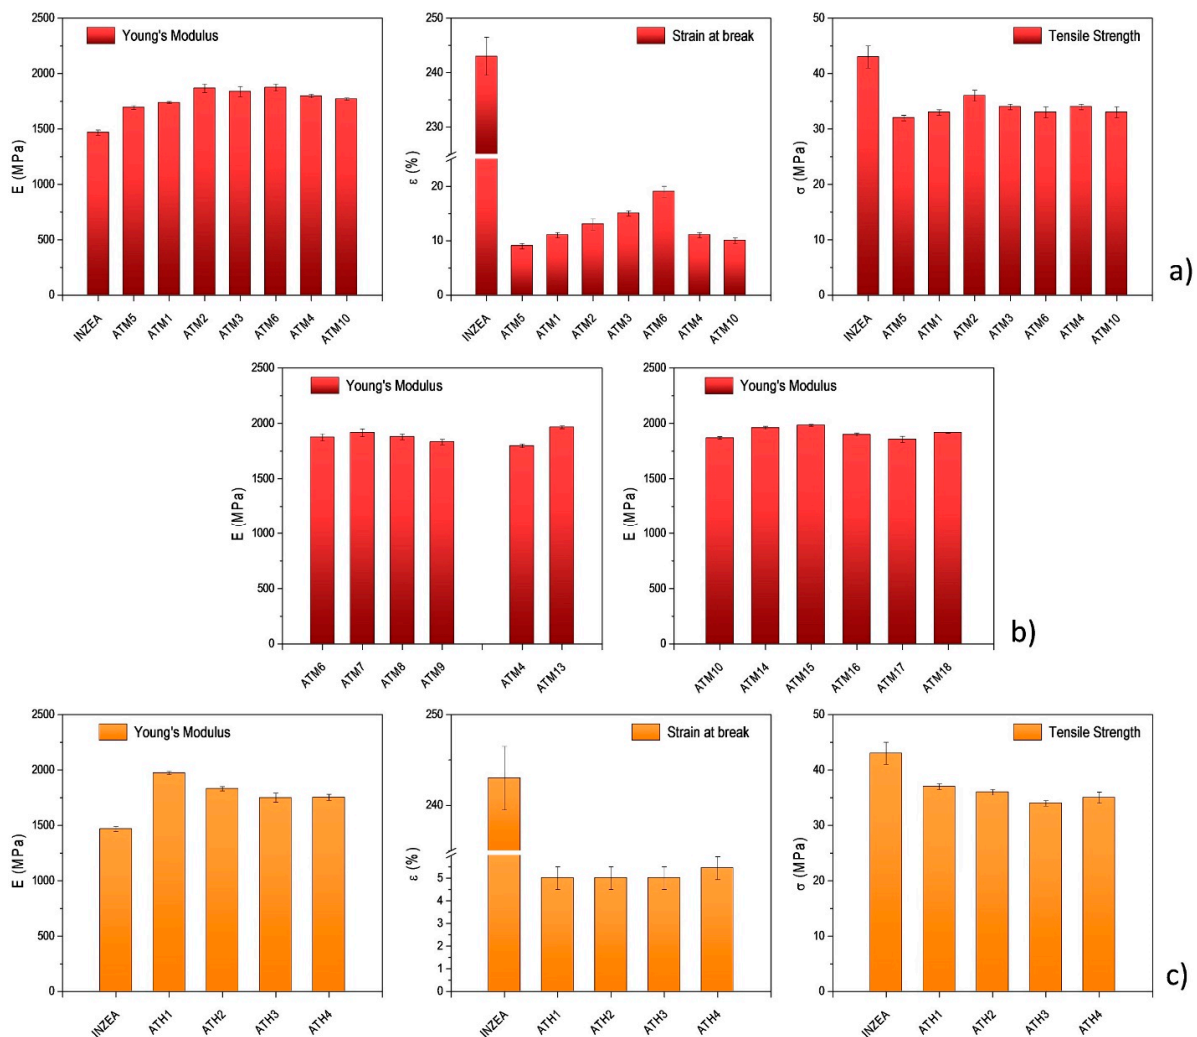 Young's Modulus
E (MPa)
2500
2000
1500
1000
500
0
INZEA ATM5 ATM1 ATM2 ATM3 ATM6 ATM4 ATM10
Strain at break
ε (%)
250
240
230
20
10
0
INZEA ATM5 ATM1 ATM2 ATM3 ATM6 ATM4 ATM10
Tensile Strength
σ (MPa)
50
40
30
20
10
0
INZEA ATM5 ATM1 ATM2 ATM3 ATM6 ATM4 ATM10
a)
Young's Modulus
E (MPa)
2500
2000
1500
1000
500
0
ATM6 ATM7 ATM8 ATM9 ATM4 ATM13
Young's Modulus
E (MPa)
2500
2000
1500
1000
500
0
ATM10 ATM14 ATM15 ATM16 ATM17 ATM18
b)
Young's Modulus
E (MPa)
2500
2000
1500
1000
500
0
INZEA ATH1 ATH2 ATH3 ATH4
Strain at break
ε (%)
250
240
5
4
3
2
1
0
INZEA ATH1 ATH2 ATH3 ATH4
Tensile Strength
σ (MPa)
50
40
30
20
10
0
INZEA ATH1 ATH2 ATH3 ATH4
c)